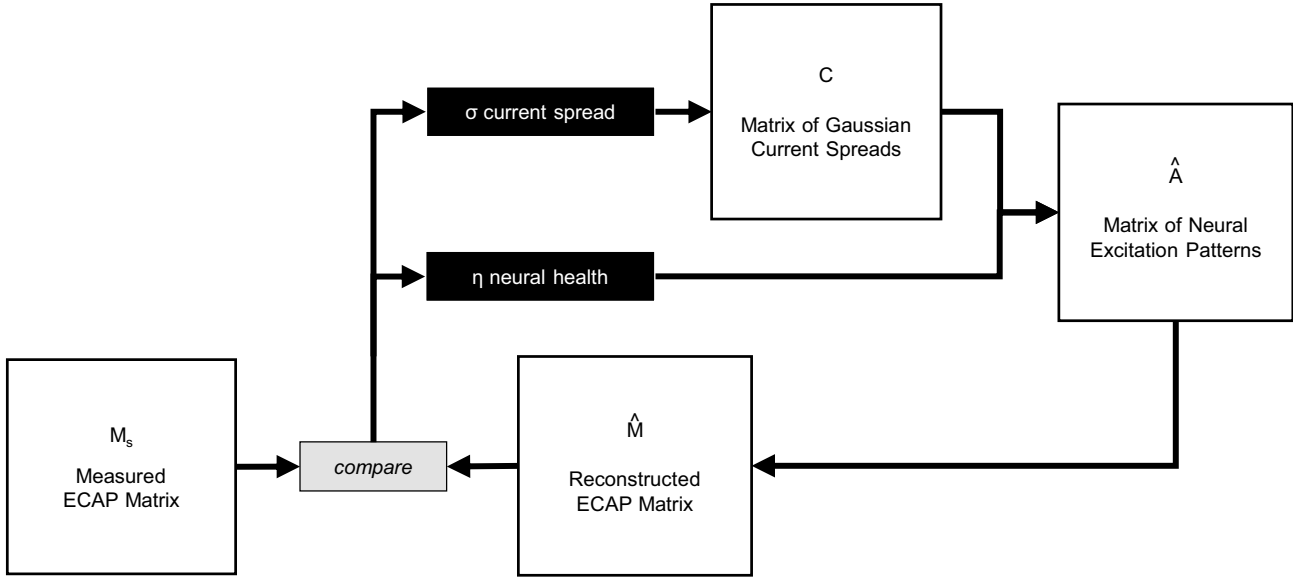 σ current spread
C
Matrix of Gaussian
Current Spreads
Â
Matrix of Neural
Excitation Patterns
η neural health
Mₛ
Measured
ECAP Matrix
compare
M̂
Reconstructed
ECAP Matrix